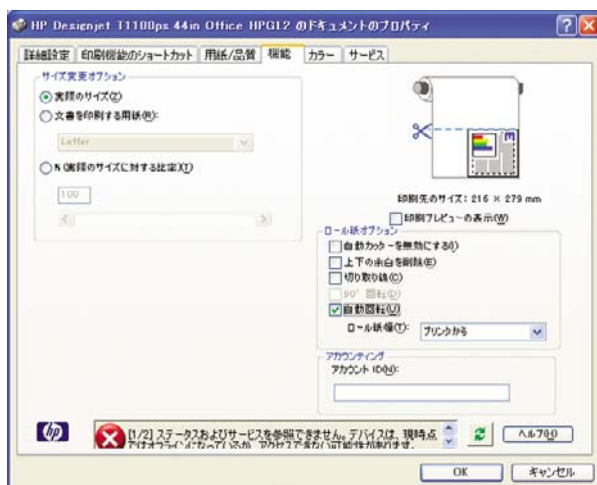 HP Designjet T1100ps 44in Office HPGL2 のドキュメントのプロパティ
詳細設定 印刷機能のショートカット 用紙/品質 機能 カラー サービス
サイズ変更オプション
実際のサイズ(Z)
文書を印刷する用紙(R):
Letter
% (実際のサイズに対する比率)(T)
100
印刷先のサイズ: 216 × 279 mm
印刷プレビューの表示(W)
ロール紙オプション
自動カッターを無効にする(I)
上下の余白を削除(E)
切り取り線(C)
90° 回転(D)
自動回転(U)
ロール紙幅(T): プリンタから
アカウンティング
アカウント ID(N):
hp
[1/2] ステータスおよびサービスを参照できません。デバイスは、現時点
ではオフラインになっているか、アクセスできない可能性があります。
ヘルプ(H)
OK キャンセル